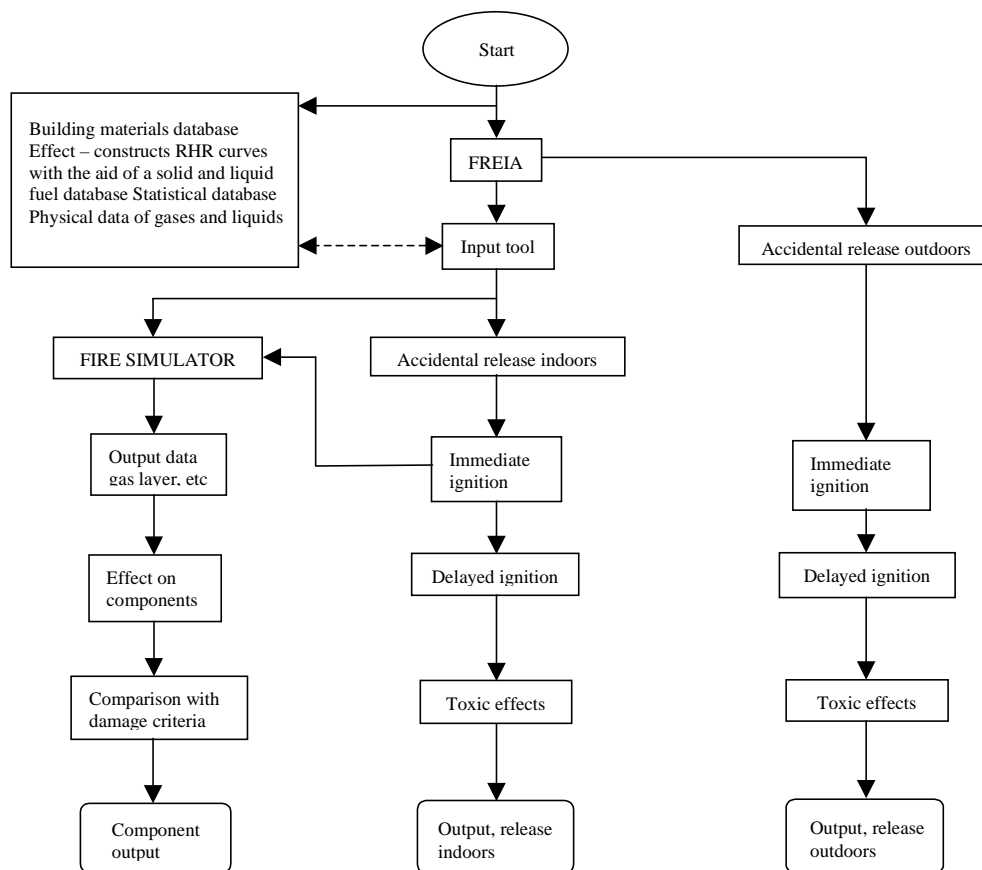 Start
Building materials database
Effect – constructs RHR curves
with the aid of a solid and liquid
fuel database Statistical database
Physical data of gases and liquids
FREIA
Input tool
Accidental release outdoors
FIRE SIMULATOR
Accidental release indoors
Output data
gas layer, etc
Immediate
ignition
Immediate
ignition
Effect on
components
Delayed ignition
Delayed ignition
Comparison with
damage criteria
Toxic effects
Toxic effects
Component
output
Output, release
indoors
Output, release
outdoors